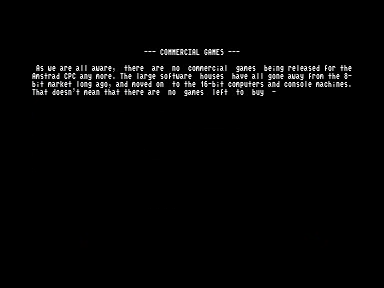 --- COMMERCIAL GAMES ---
As we are all aware, there are no commercial games being released for the
Amstrad CPC any more. The large software houses have all gone away from the 8-
bit market long ago, and moved on to the 16-bit computers and console machines.
That doesn't mean that there are no games left to buy -